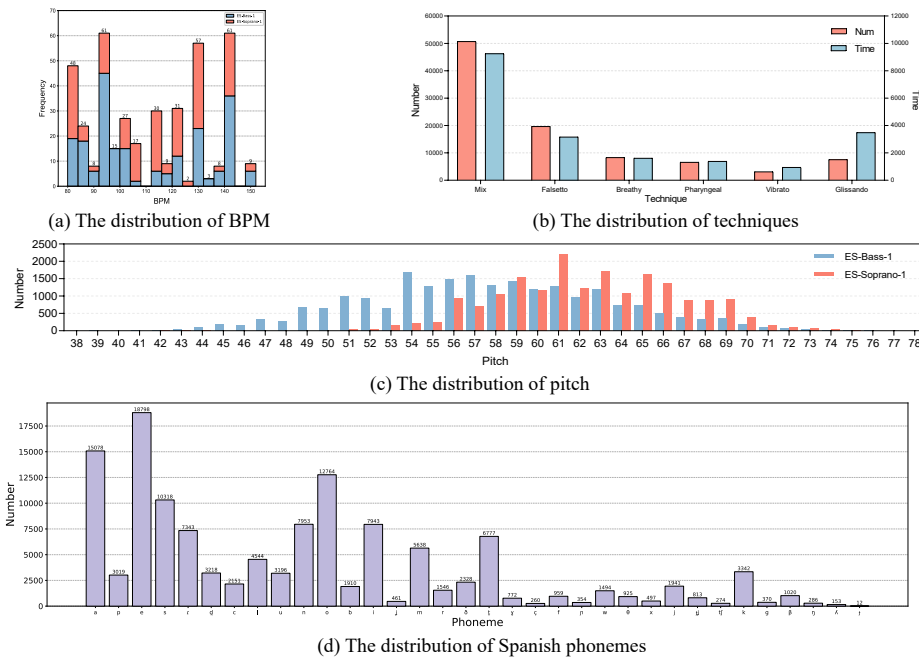 70
60
50
40
30
20
10
0
Frequency
ES-Bass-1
ES-Soprano-1
48
24
8
61
15
27
17
30
9
31
2
57
3
8
61
9
80 90 100 110 120 130 140 150
BPM
(a) The distribution of BPM
60000
50000
40000
30000
20000
10000
0
Number
Num
Time
12000
10000
8000
6000
4000
2000
0
Time
Mix Falsetto Breathy Pharyngeal Vibrato Glissando
Technique
(b) The distribution of techniques
2500
2000
1500
1000
500
0
Number
ES-Bass-1
ES-Soprano-1
38 39 40 41 42 43 44 45 46 47 48 49 50 51 52 53 54 55 56 57 58 59 60 61 62 63 64 65 66 67 68 69 70 71 72 73 74 75 76 77 78
Pitch
(c) The distribution of pitch
17500
15000
12500
10000
7500
5000
2500
0
Number
15078 3019 18798 10318 7343 3218 2151 4544 3196 7953 12764 1910 7943 461 5638 1546 2328 6777 772 260 959 354 1494 925 497 1941 813 274 3342 370 1020 286 153 12
a p e s ɾ d̪ c l u n o b i ʝ m r ð t̪ ɣ ç f ɲ w θ x j ɟ tʃ k ɡ β ŋ ʎ
Phoneme
(d) The distribution of Spanish phonemes